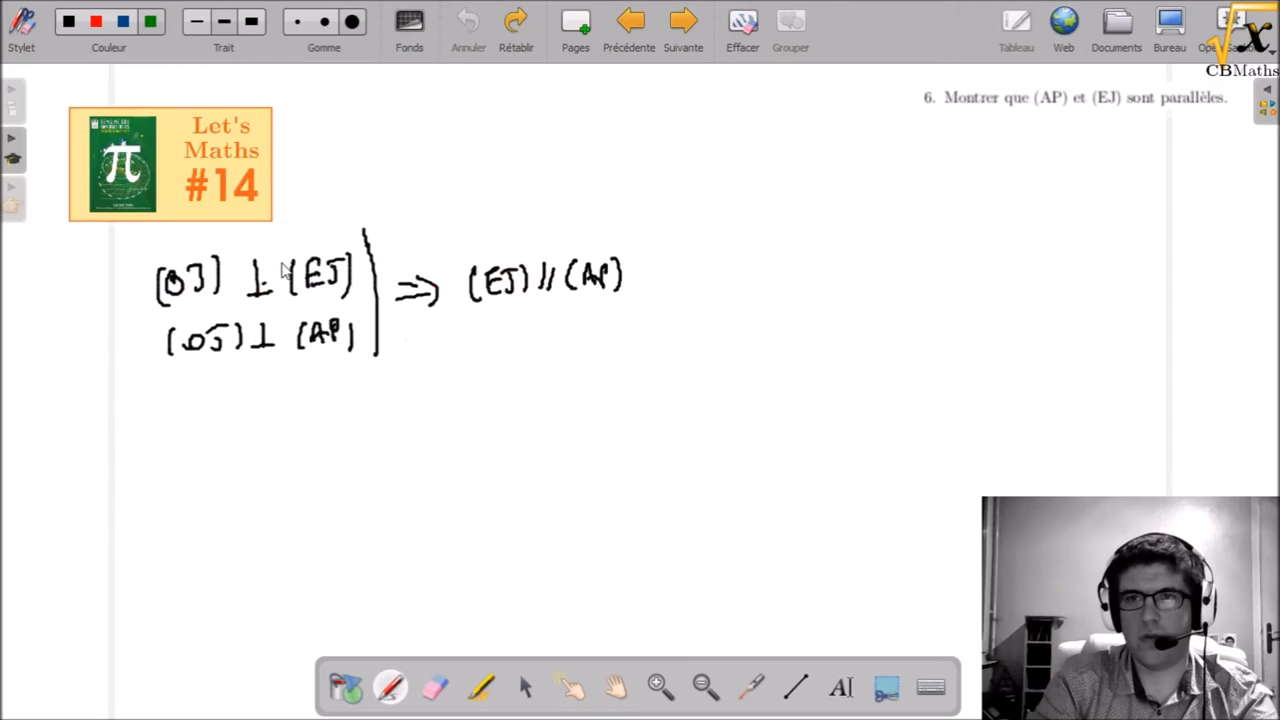 Stylet
Couleur
Trait
Gomme
Fonds
Annuler
Rétablir
Pages
Précédente
Suivante
Effacer
Grouper
Tableau
Web
Documents
Bureau
CBMaths
6. Montrer que (AP) et (EJ) sont parallèles.
Let's
Maths
#14
π
(OJ) ⊥ (EJ)
(OJ) ⊥ (AP)
⇒ (EJ) // (AP)